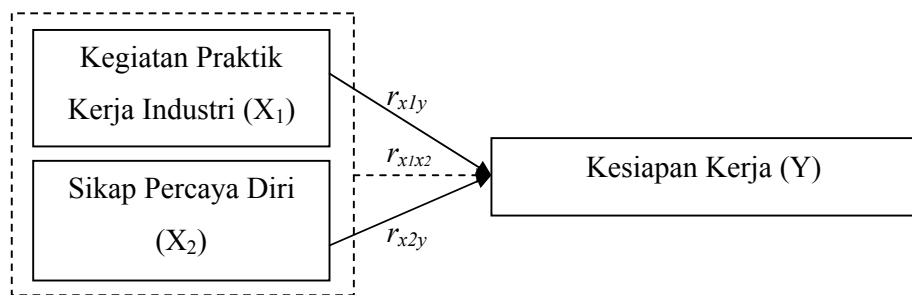 Kegiatan Praktik
Kerja Industri (X₁)
Sikap Percaya Diri
(X₂)
rx1y
rx1x2
rx2y
Kesiapan Kerja (Y)